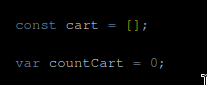 const cart = [];
var countCart = 0;